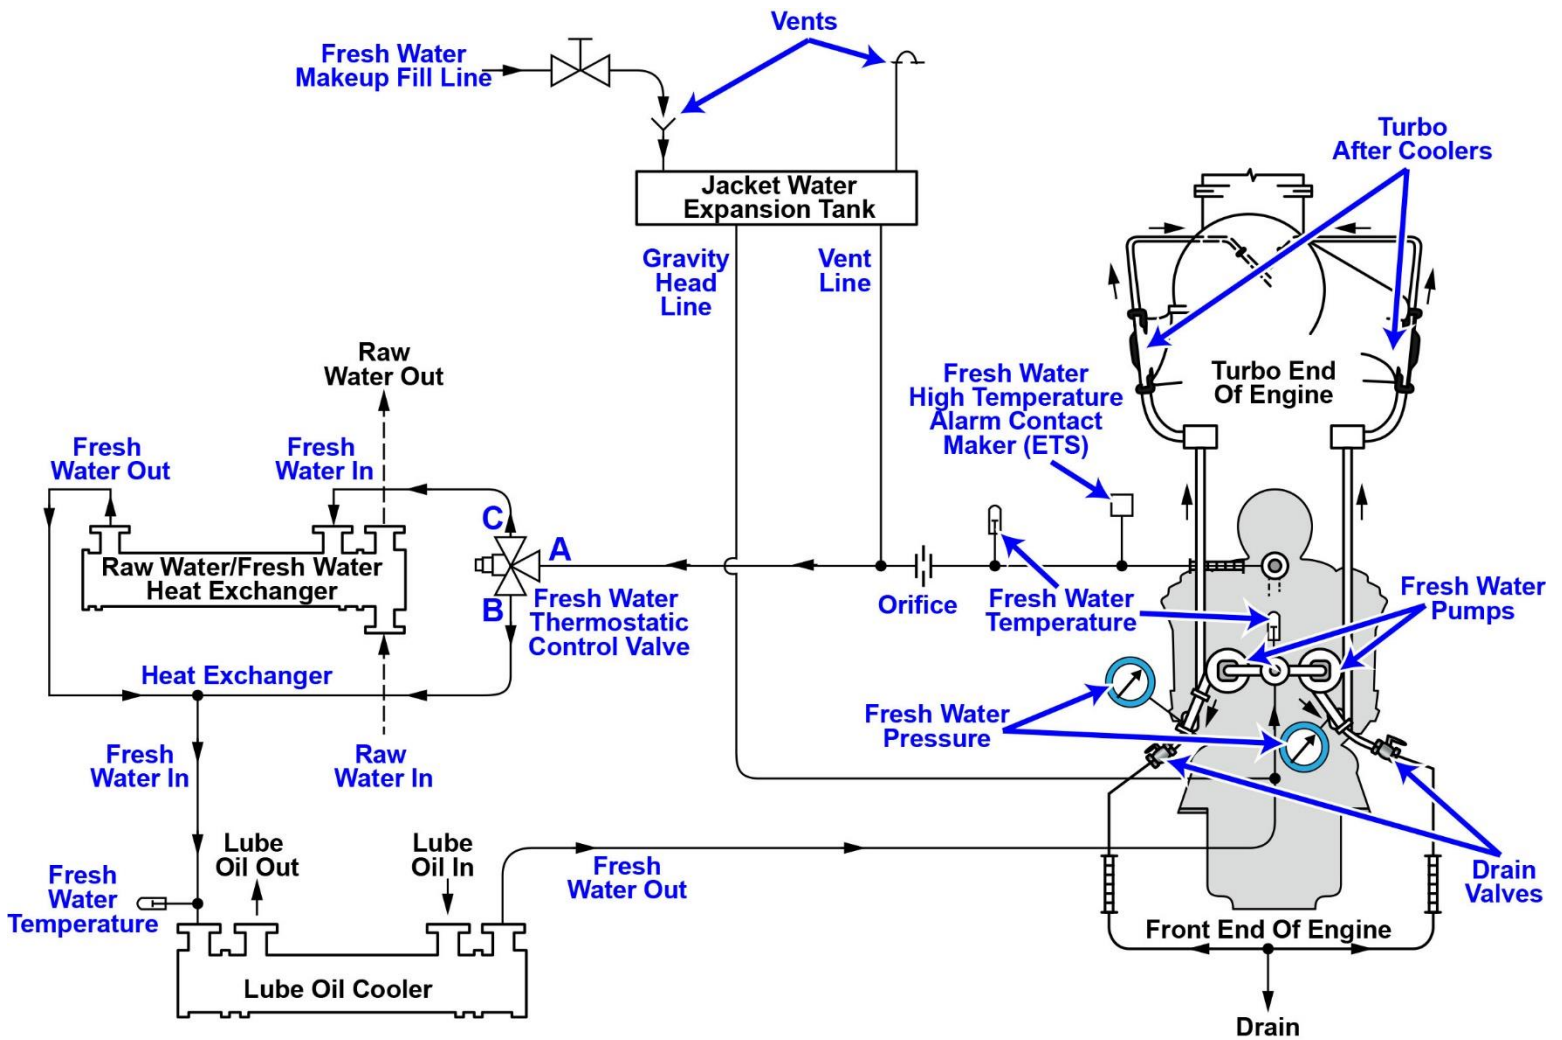 Vents
Fresh Water
Makeup Fill Line
Turbo
After Coolers
Jacket Water
Expansion Tank
Gravity
Head
Line
Vent
Line
Raw
Water Out
Fresh Water
High Temperature
Alarm Contact
Maker (ETS)
Turbo End
Of Engine
Fresh
Water Out
Fresh
Water In
C
A
B
Raw Water/Fresh Water
Heat Exchanger
Fresh Water
Thermostatic
Control Valve
Orifice
Fresh Water
Temperature
Fresh Water
Pumps
Heat Exchanger
Fresh Water
Pressure
Fresh
Water In
Raw
Water In
Lube
Oil Out
Lube
Oil In
Fresh
Water Out
Fresh
Water
Temperature
Drain
Valves
Front End Of Engine
Lube Oil Cooler
Drain